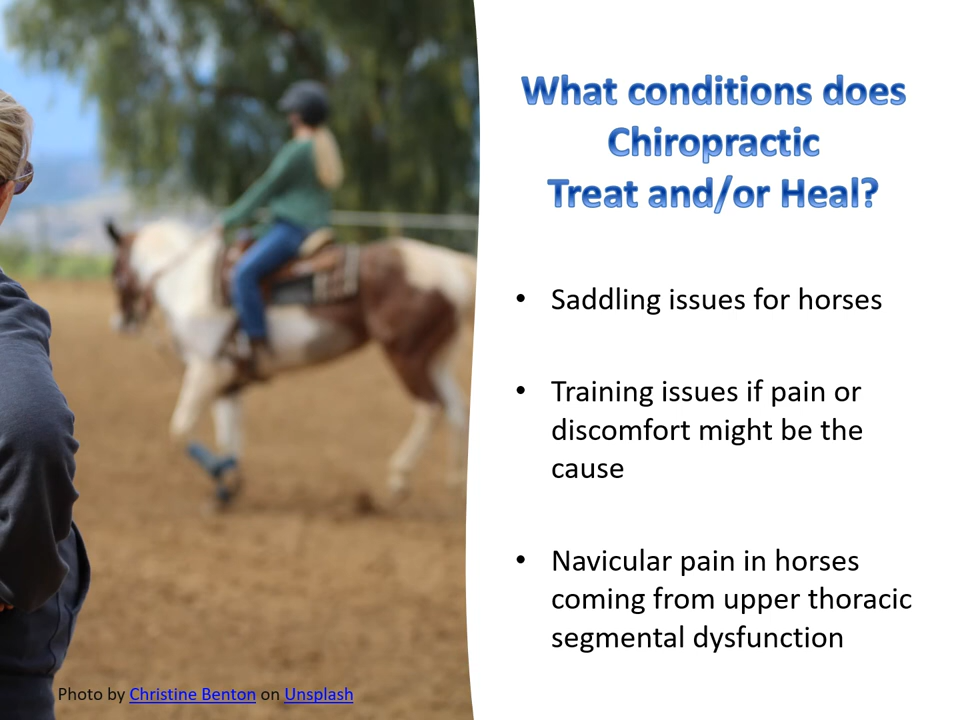 What conditions does
Chiropractic
Treat and/or Heal?
• Saddling issues for horses
• Training issues if pain or
discomfort might be the
cause
• Navicular pain in horses
coming from upper thoracic
segmental dysfunction
Photo by Christine Benton on Unsplash